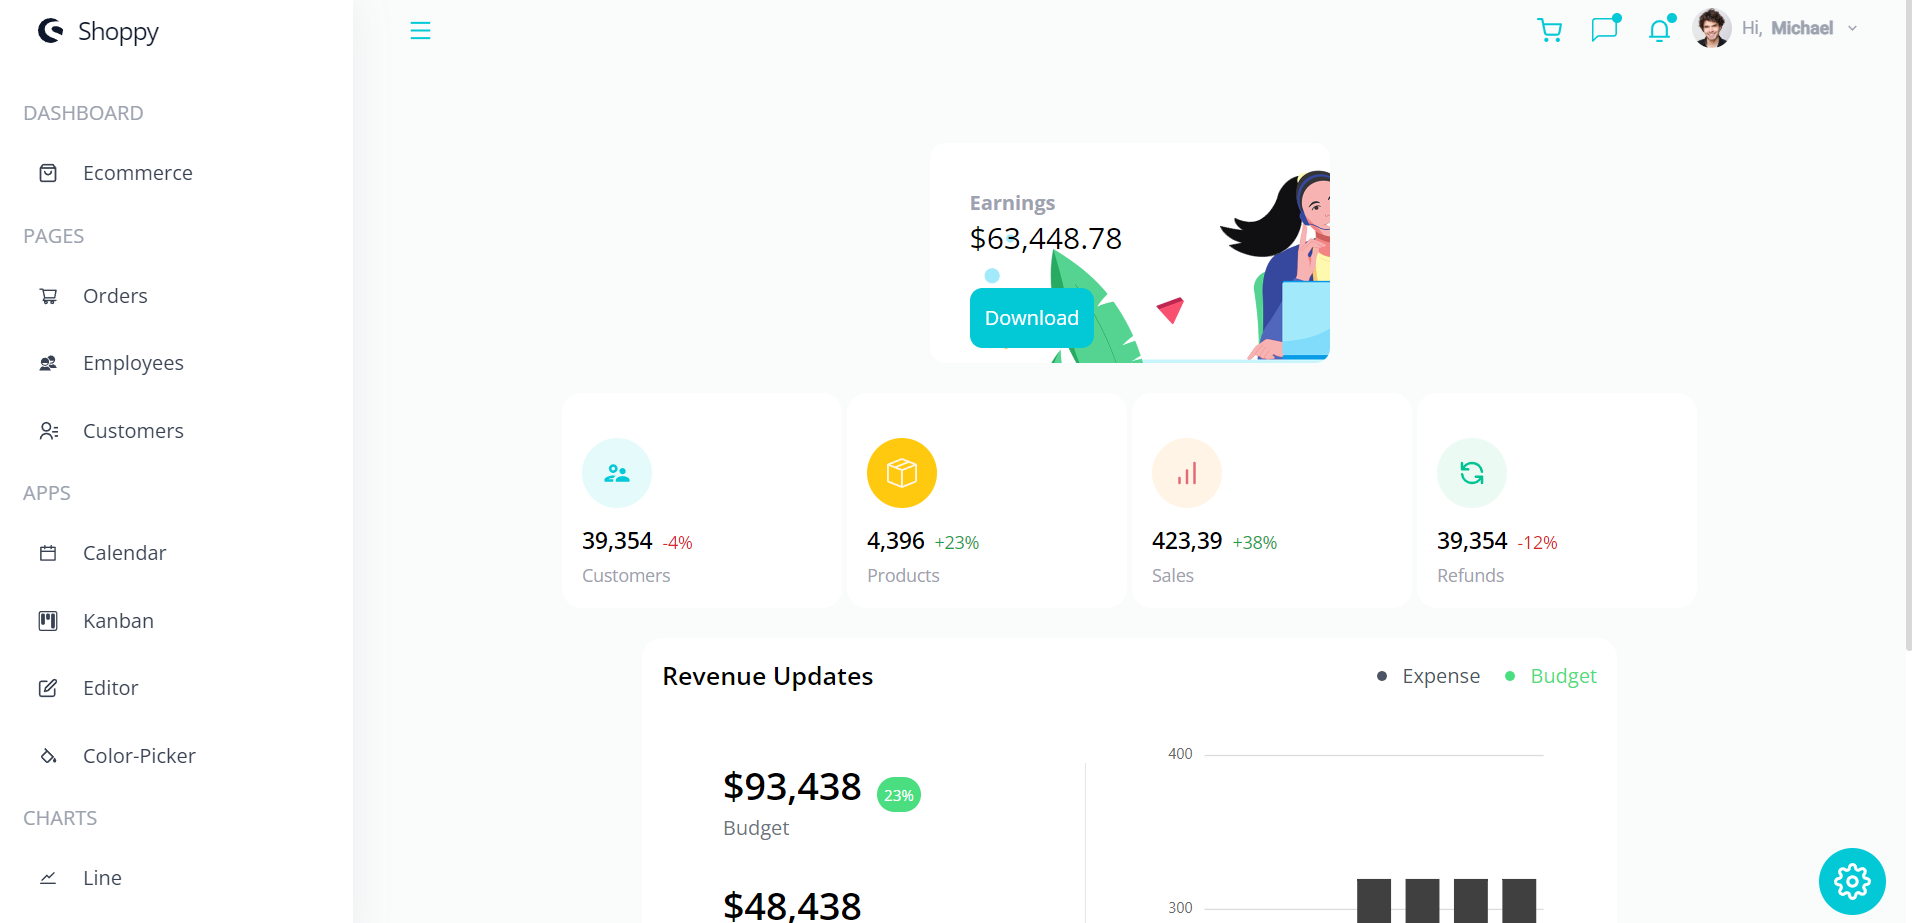 Shoppy
Hi, Michael
DASHBOARD
Ecommerce
PAGES
Orders
Employees
Customers
APPS
Calendar
Kanban
Editor
Color-Picker
CHARTS
Line
Earnings
$63,448.78
Download
39,354 -4%
Customers
4,396 +23%
Products
423,39 +38%
Sales
39,354 -12%
Refunds
Revenue Updates
Expense
Budget
$93,438 23%
Budget
$48,438
400
300